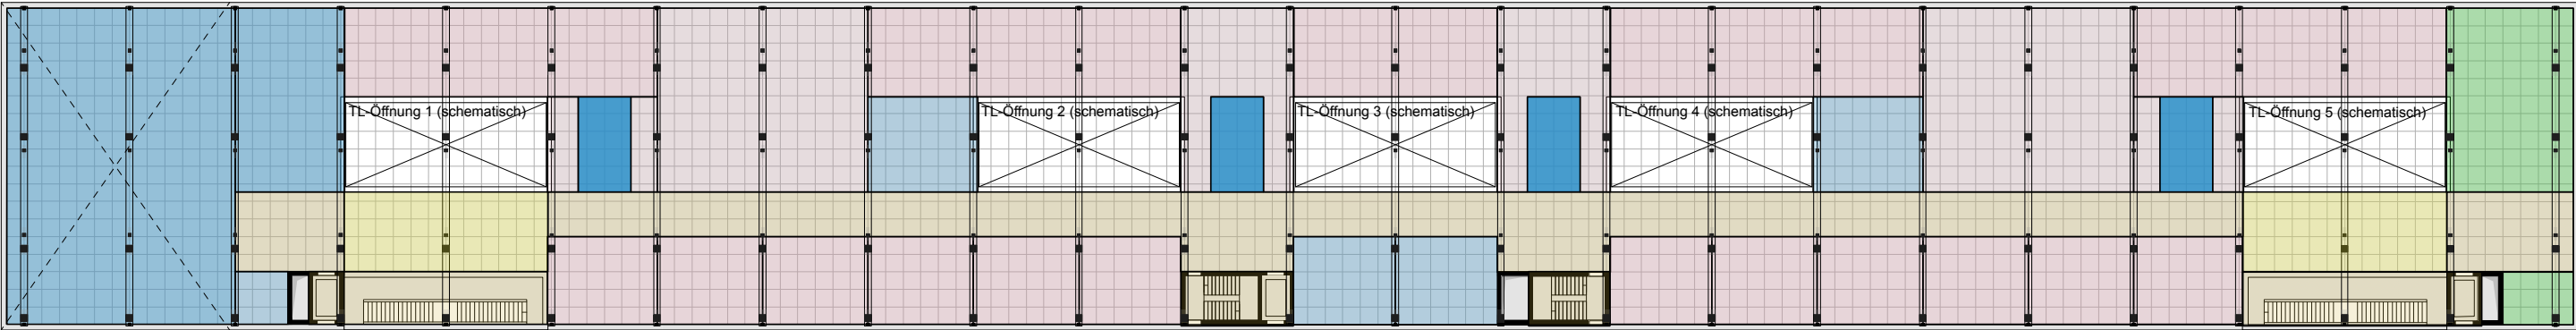 TL-Öffnung 1 (schematisch)
TL-Öffnung 2 (schematisch)
TL-Öffnung 3 (schematisch)
TL-Öffnung 4 (schematisch)
TL-Öffnung 5 (schematisch)